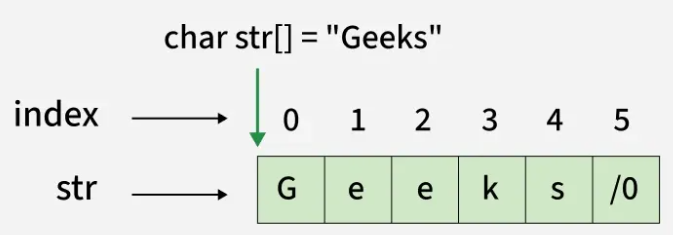 char str[] = "Geeks"
index 0 1 2 3 4 5
str G e e k s /0